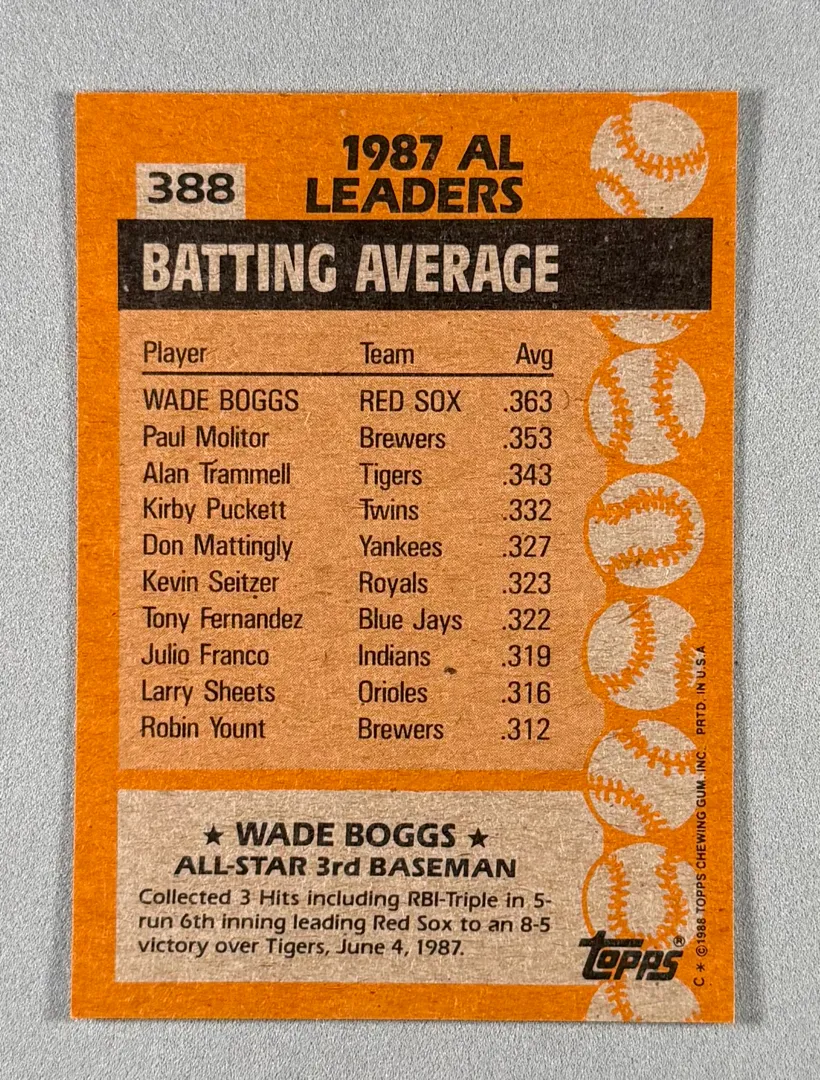 388
1987 AL
LEADERS
BATTING AVERAGE
Player Team Avg
WADE BOGGS RED SOX .363
Paul Molitor Brewers .353
Alan Trammell Tigers .343
Kirby Puckett Twins .332
Don Mattingly Yankees .327
Kevin Seitzer Royals .323
Tony Fernandez Blue Jays .322
Julio Franco Indians .319
Larry Sheets Orioles .316
Robin Yount Brewers .312
★ WADE BOGGS ★
ALL-STAR 3rd BASEMAN
Collected 3 Hits including RBI-Triple in 5-
run 6th inning leading Red Sox to an 8-5
victory over Tigers, June 4, 1987.
topps®
C * ©1988 TOPPS CHEWING GUM, INC. PRTD. IN U.S.A